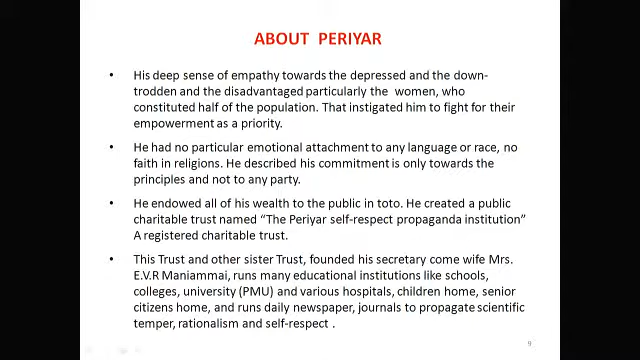 ABOUT PERIYAR
• His deep sense of empathy towards the depressed and the down-
trodden and the disadvantaged particularly the women, who
constituted half of the population. That instigated him to fight for their
empowerment as a priority.
• He had no particular emotional attachment to any language or race, no
faith in religions. He described his commitment is only towards the
principles and not to any party.
• He endowed all of his wealth to the public in toto. He created a public
charitable trust named “The Periyar self-respect propaganda institution”
A registered charitable trust.
• This Trust and other sister Trust, founded his secretary come wife Mrs.
E.V.R Maniammai, runs many educational institutions like schools,
colleges, university (PMU) and various hospitals, children home, senior
citizens home, and runs daily newspaper, journals to propagate scientific
temper, rationalism and self-respect .
9